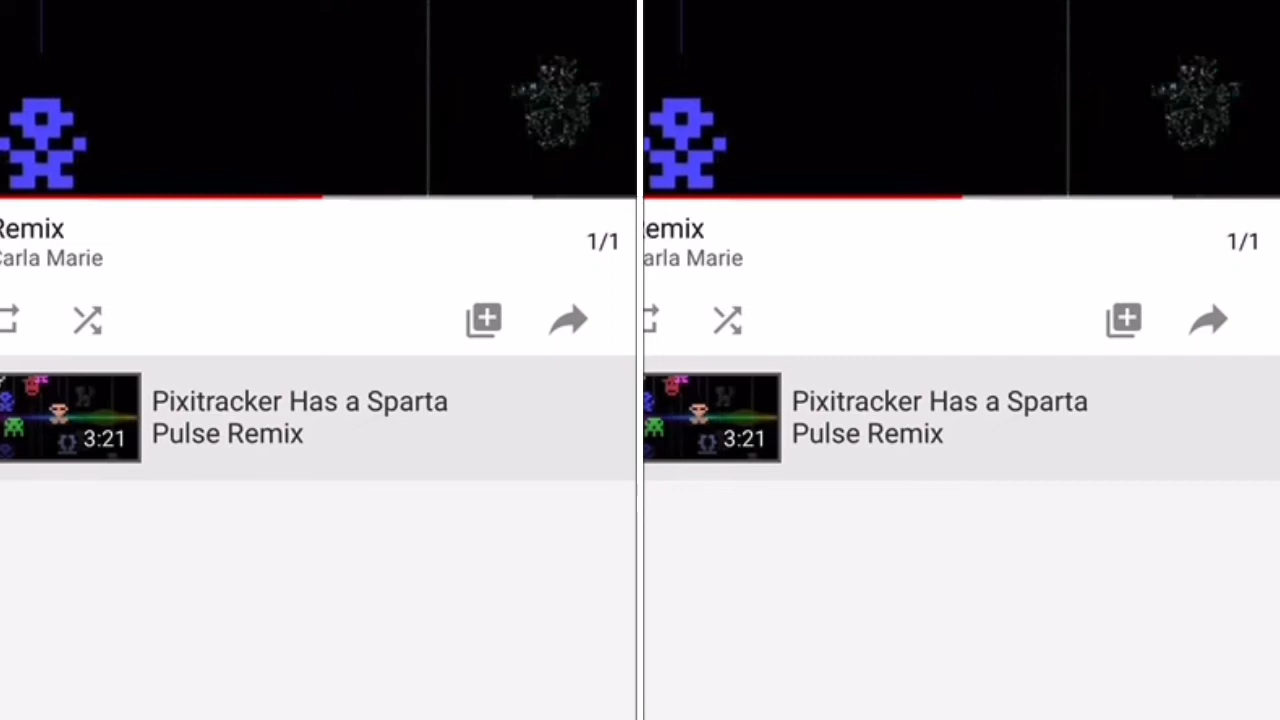 Remix
Carla Marie
1/1
3:21
Pixitracker Has a Sparta
Pulse Remix
emix
arla Marie
1/1
3:21
Pixitracker Has a Sparta
Pulse Remix